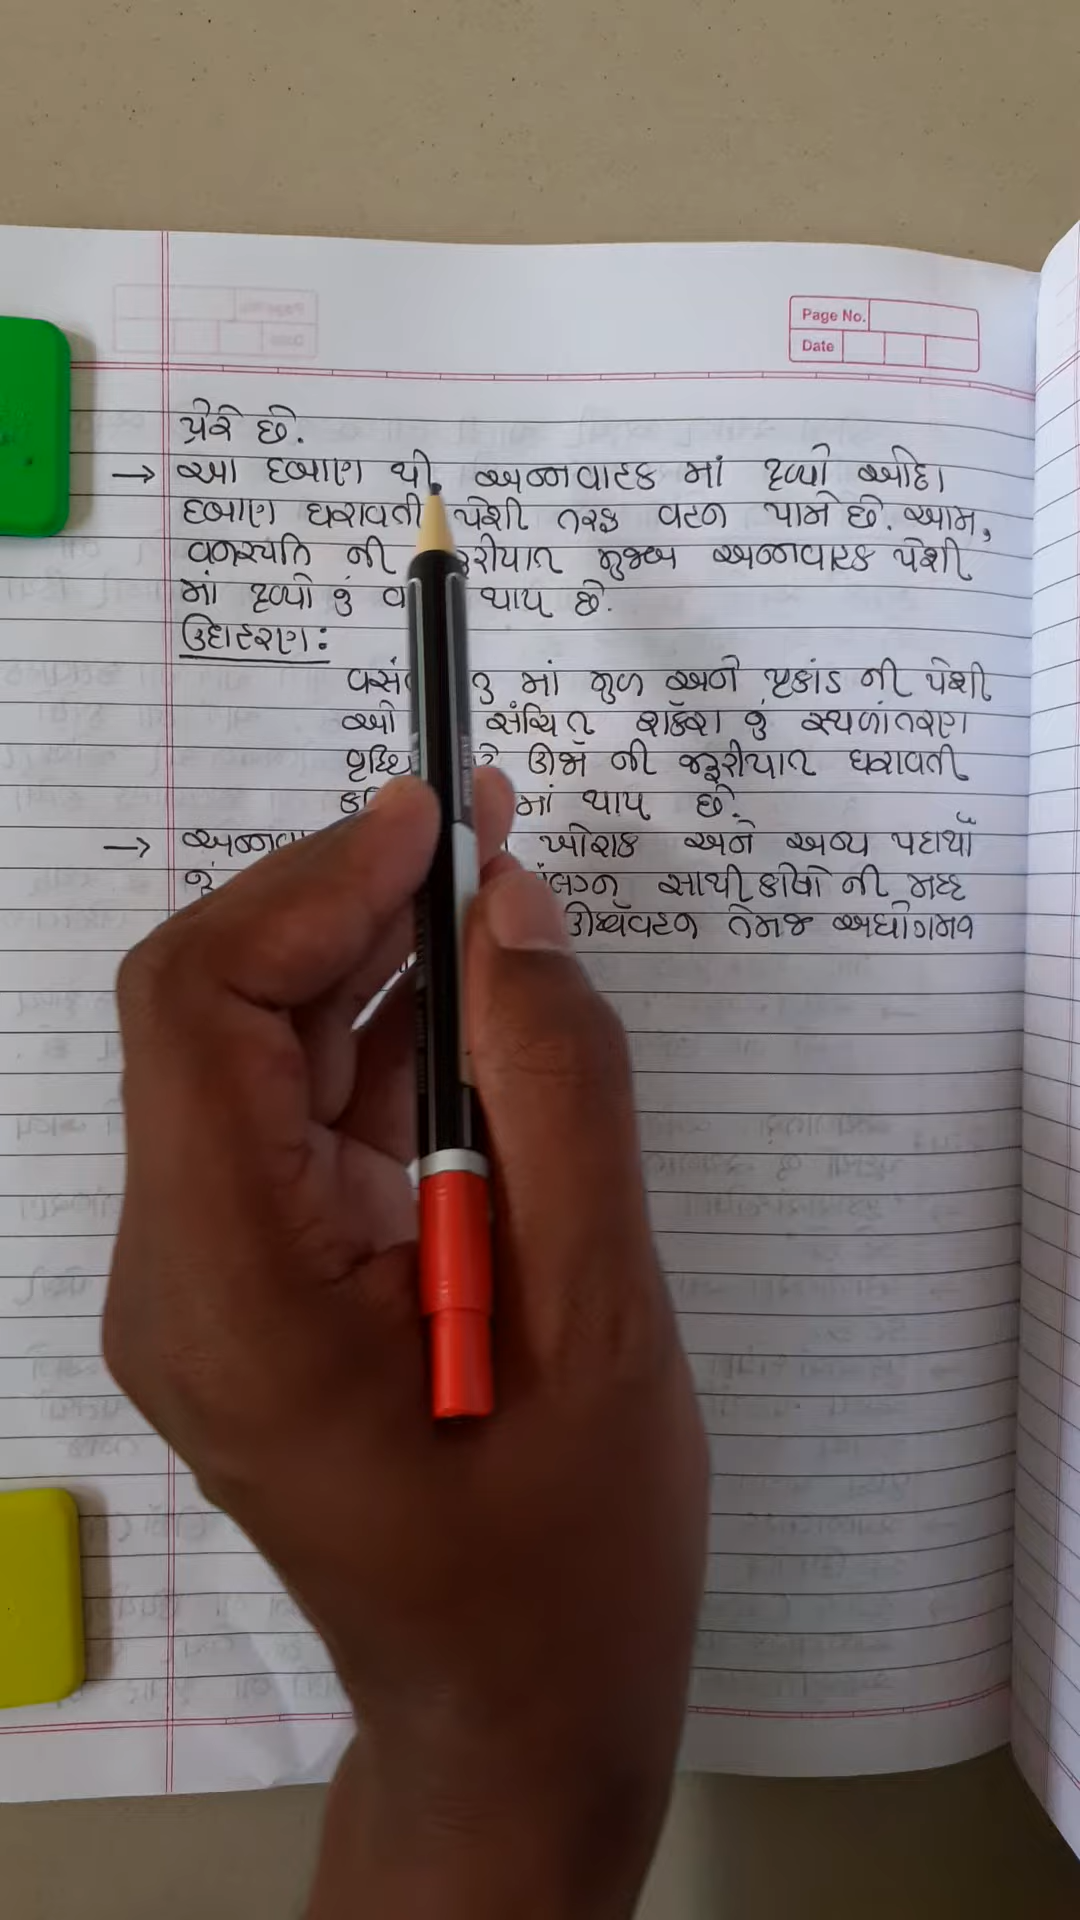 Page No.
Date
પ્રેરે છે.
→ આ દબાણ થી અન્નવાહક માં દ્રવ્યો ઓછા
દબાણ ધરાવતી પેશી તરફ વહન પામે છે. આમ,
વનસ્પતિ ની જરૂરીયાત મુજબ અન્નવાહક પેશી
માં દ્રવ્યો નું થાય છે.
ઉદાહરણ:
માં મુળ અને પ્રકાંડ ની પેશી
ઓ સંચિત શર્કરા નું સ્થળાંતરણ
ઊર્જા ની જરૂરીયાત ધરાવતી
માં થાય છે.
→ ખોરાક અને અન્ય પદાર્થો
સાથીકોષો ની મદદ
ઊર્ધ્વવહન તેમજ અધોગમન